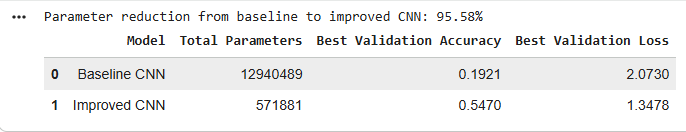 Parameter reduction from baseline to improved CNN: 95.58%
Model Total Parameters Best Validation Accuracy Best Validation Loss
0 Baseline CNN 12940489 0.1921 2.0730
1 Improved CNN 571881 0.5470 1.3478